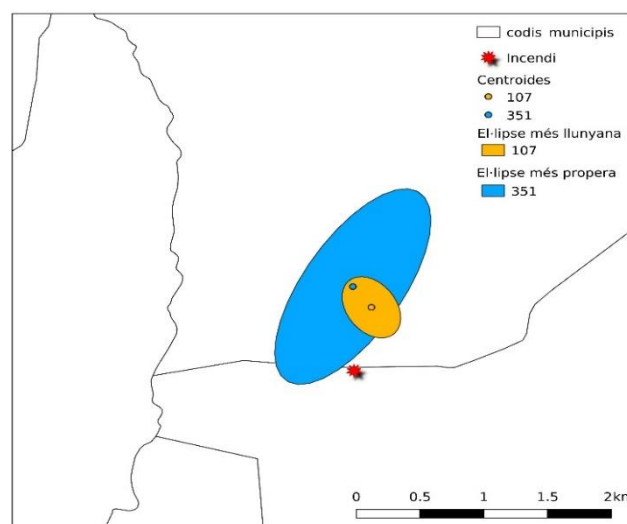 codis municipis
Incendi
Centroides
107
351
El·lipse més llunyana
107
El·lipse més propera
351
0 0.5 1 1.5 2km